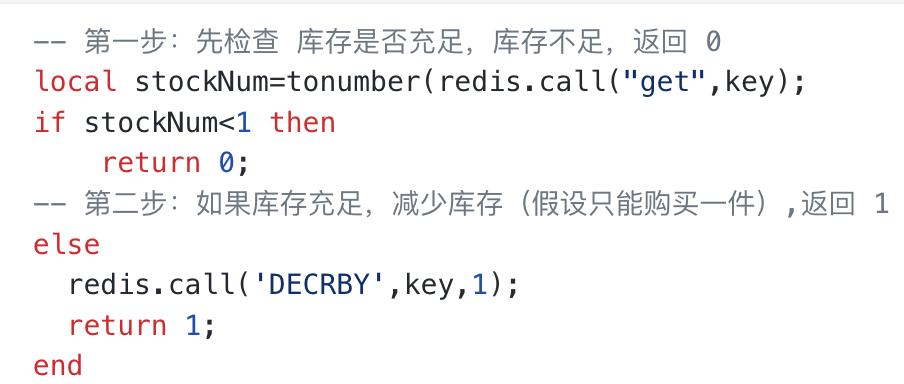 -- 第一步：先检查 库存是否充足，库存不足，返回 0
local stockNum=tonumber(redis.call("get",key);
if stockNum<1 then
    return 0;
-- 第二步：如果库存充足，减少库存（假设只能购买一件）,返回 1
else
  redis.call('DECRBY',key,1);
  return 1;
end